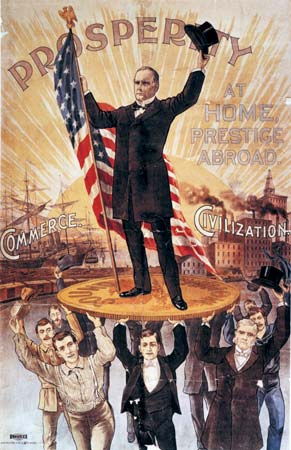 PROSPERITY
AT
HOME,
PRESTIGE
ABROAD.
COMMERCE.
CIVILIZATION.